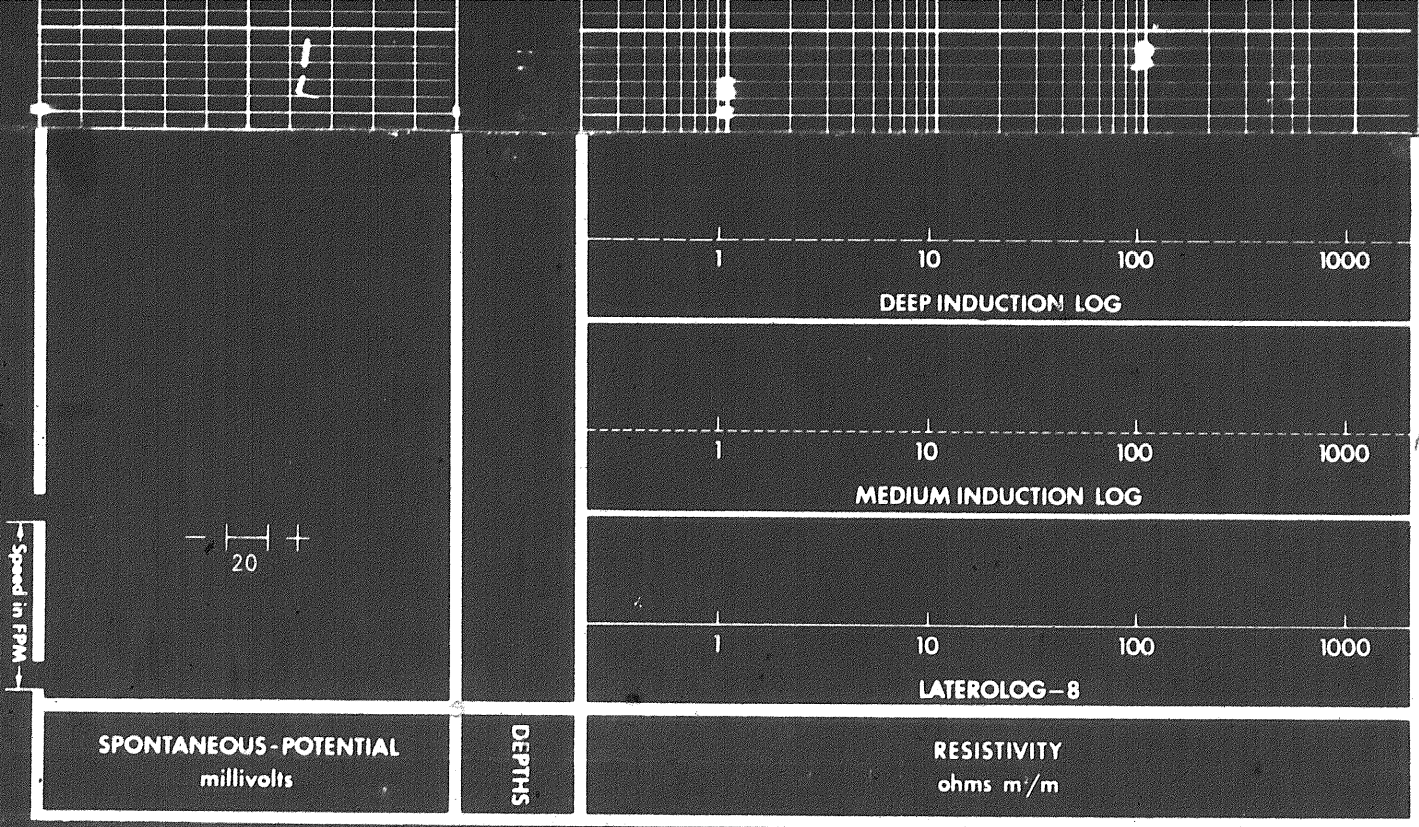 1 10 100 1000
DEEP INDUCTION LOG
1 10 100 1000
MEDIUM INDUCTION LOG
Speed in FPM
- +
20
1 10 100 1000
LATEROLOG-8
SPONTANEOUS-POTENTIAL
millivolts
DEPTHS
RESISTIVITY
ohms m²/m